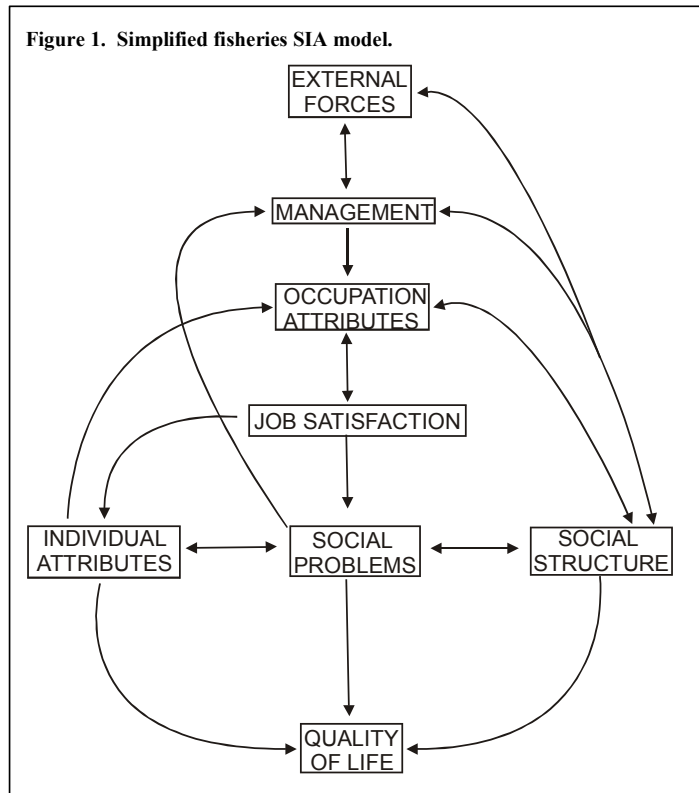 Figure 1. Simplified fisheries SIA model.
EXTERNAL
FORCES
MANAGEMENT
OCCUPATION
ATTRIBUTES
JOB SATISFACTION
INDIVIDUAL
ATTRIBUTES
SOCIAL
PROBLEMS
SOCIAL
STRUCTURE
QUALITY
OF LIFE